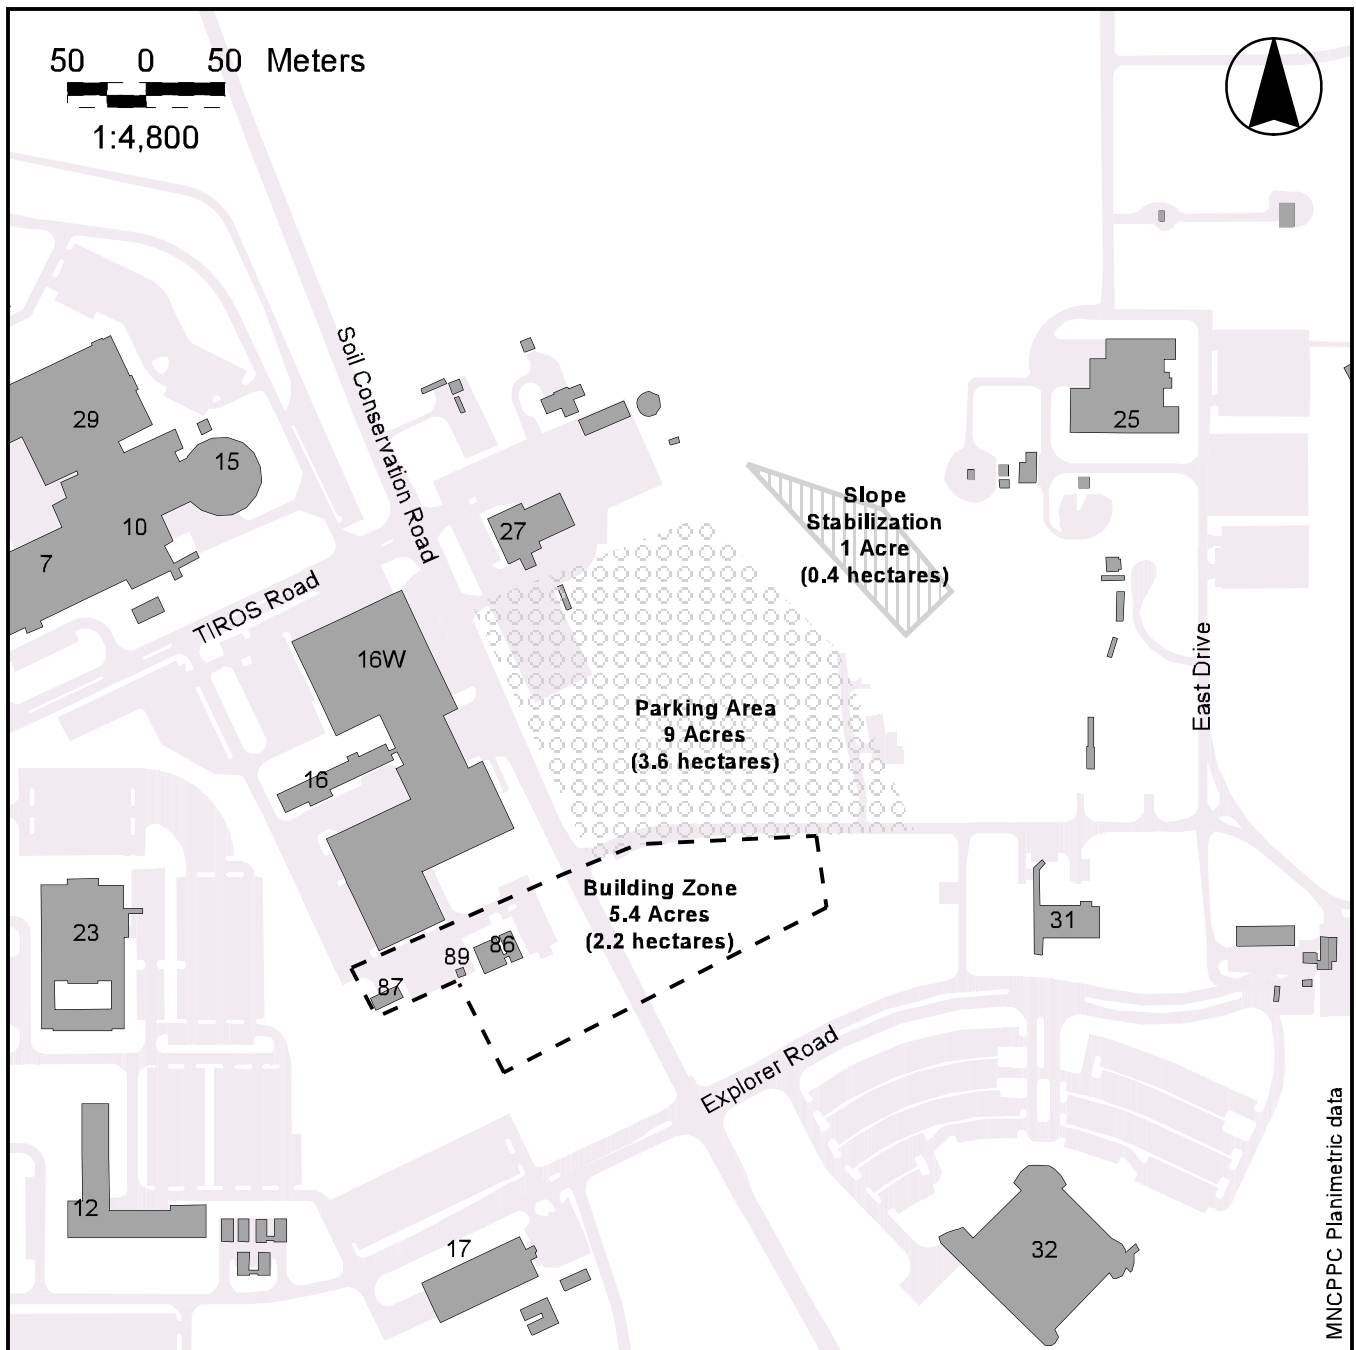 50 0 50 Meters
1:4,800
Soil Conservation Road
29
15
10
7
TIROS Road
27
25
Slope
Stabilization
1 Acre
(0.4 hectares)
16W
16
Parking Area
9 Acres
(3.6 hectares)
East Drive
Building Zone
5.4 Acres
(2.2 hectares)
23
89
86
87
31
Explorer Road
12
17
32
MNCPPC Planimetric data